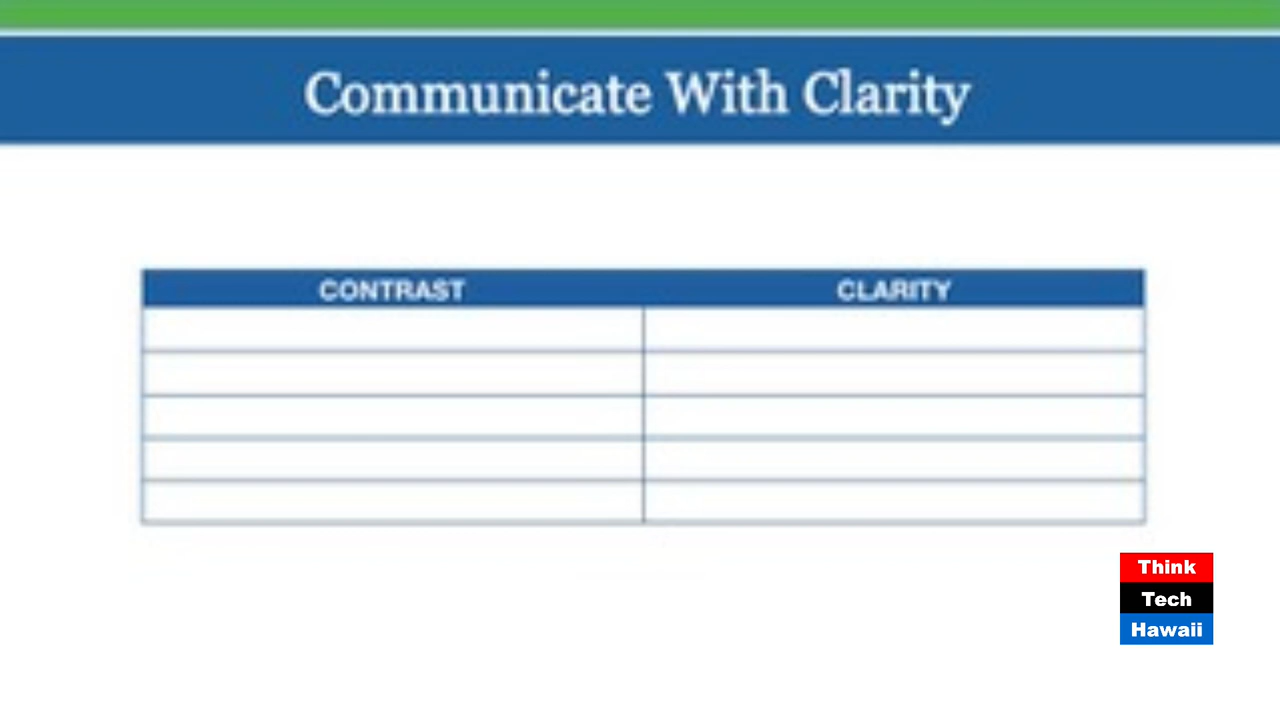 Communicate With Clarity
CONTRAST CLARITY
Think
Tech
Hawaii